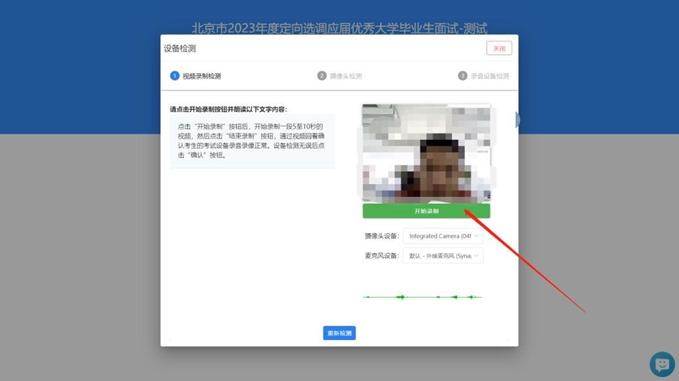 北京市2023年度定向选调应届优秀大学毕业生面试-测试
设备检测
关闭
1 视频录制检测
2 摄像头检测
3 录音设备检测
请点击开始录制按钮并朗读以下文字内容：
点击“开始录制”按钮后，开始录制一段5至10秒的
视频，然后点击“结束录制”按钮，通过视频回看确
认考生的考试设备录音录像正常。设备检测无误后点
击“确认”按钮。
开始录制
摄像头设备：
Integrated Camera (04f
麦克风设备：
默认 - 外接麦克风 (Syna
重新检测